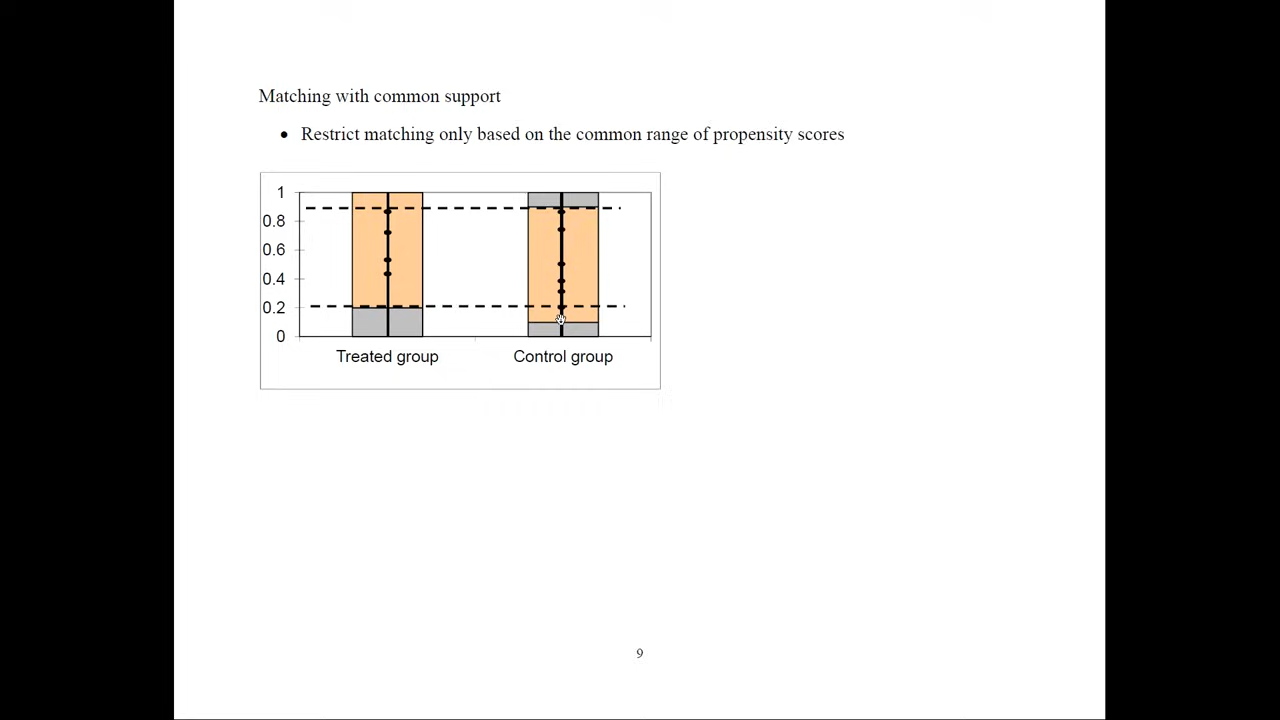 Matching with common support
• Restrict matching only based on the common range of propensity scores
1
0.8
0.6
0.4
0.2
0
Treated group
Control group
9